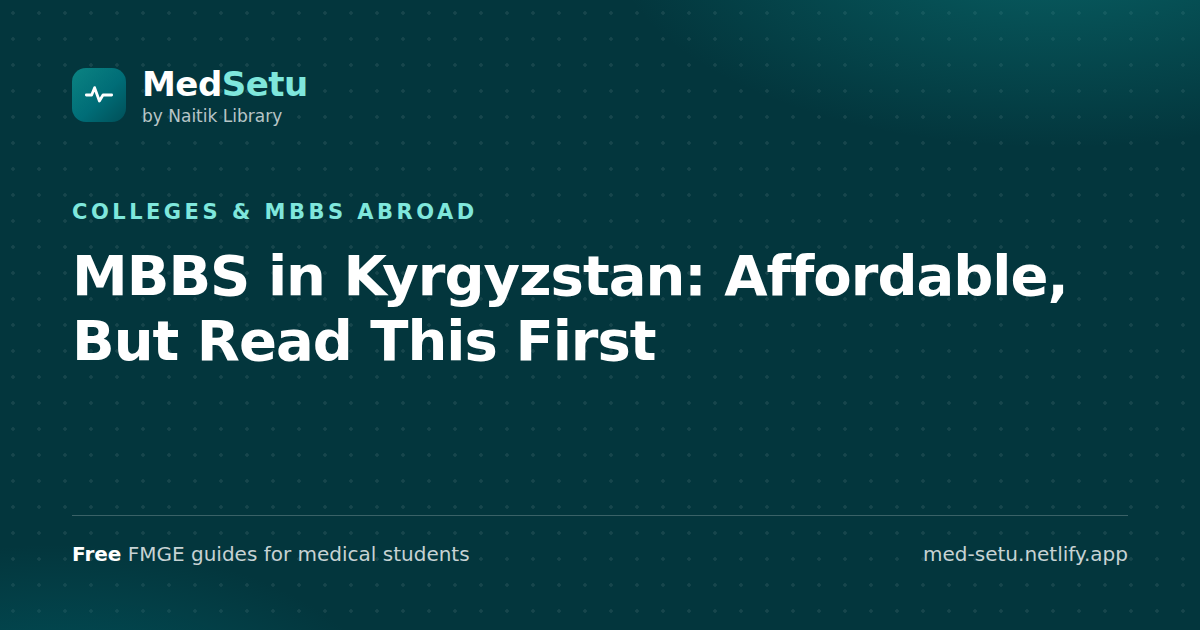 MedSetu
by Naitik Library
COLLEGES & MBBS ABROAD
MBBS in Kyrgyzstan: Affordable,
But Read This First
Free FMGE guides for medical students
med-setu.netlify.app